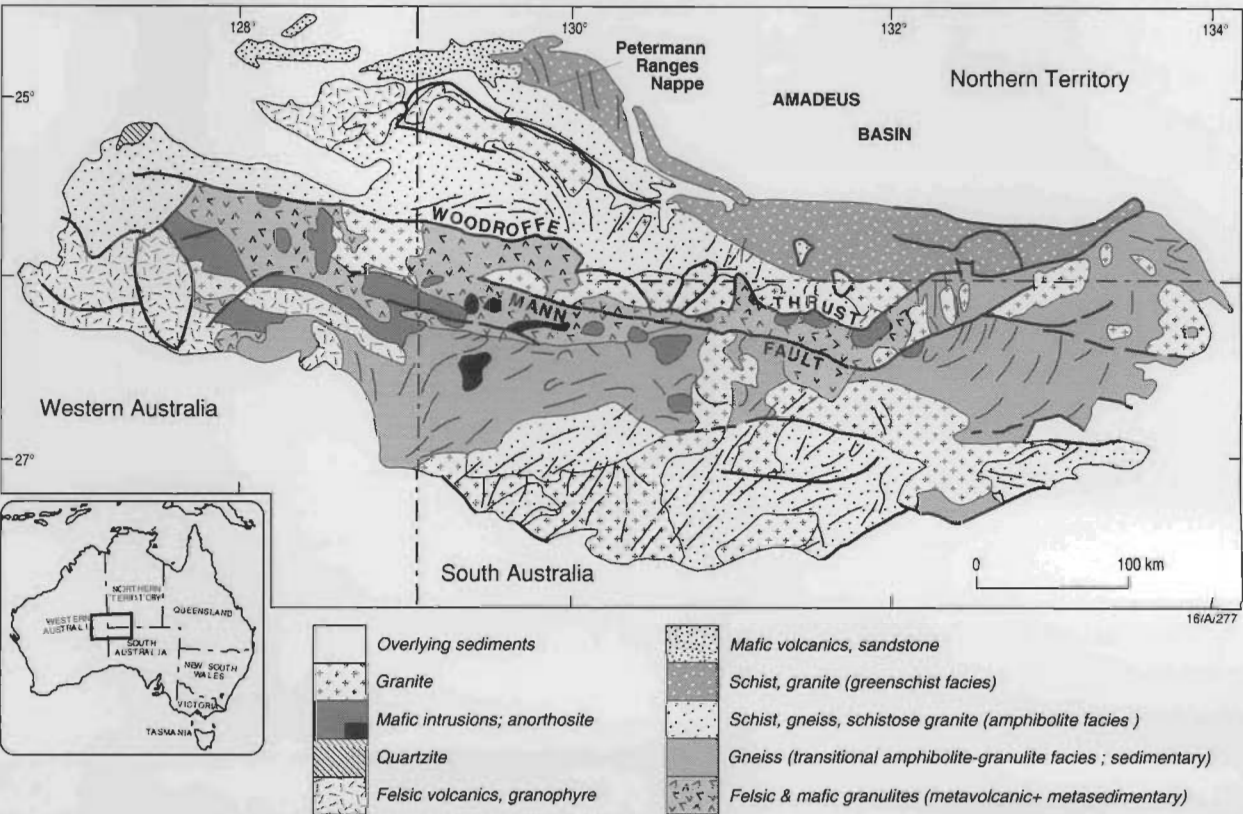 128°
130°
132°
134°
25°
27°
Petermann
Ranges
Nappe
AMADEUS
BASIN
Northern Territory
WOODROFFE
THRUST
MANN
FAULT
Western Australia
South Australia
0 100 km
16/A/277
NORTHERN
TERRITORY
QUEENSLAND
WESTERN
AUSTRALIA
SOUTH
AUSTRALIA
NEW SOUTH
WALES
VICTORIA
TASMANIA
Overlying sediments
Granite
Mafic intrusions; anorthosite
Quartzite
Felsic volcanics, granophyre
Mafic volcanics, sandstone
Schist, granite (greenschist facies)
Schist, gneiss, schistose granite (amphibolite facies )
Gneiss (transitional amphibolite-granulite facies ; sedimentary)
Felsic & mafic granulites (metavolcanic+ metasedimentary)